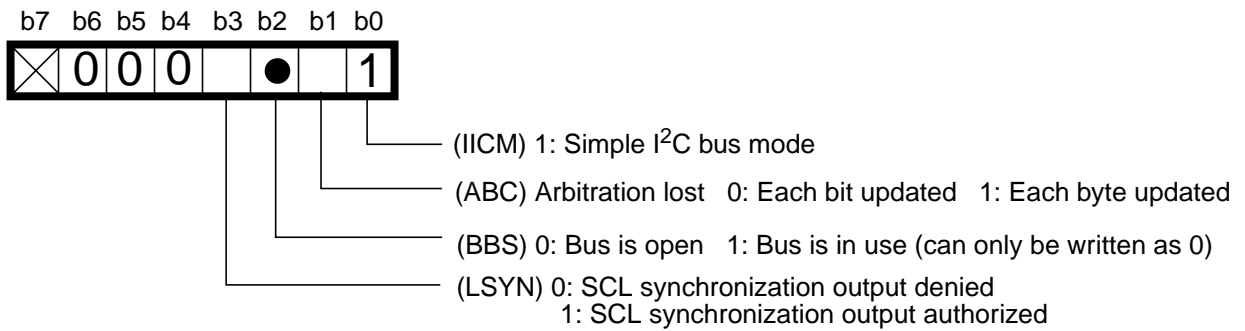 b7 b6 b5 b4 b3 b2 b1 b0
0 0 0 1
(IICM) 1: Simple I2C bus mode
(ABC) Arbitration lost 0: Each bit updated 1: Each byte updated
(BBS) 0: Bus is open 1: Bus is in use (can only be written as 0)
(LSYN) 0: SCL synchronization output denied
1: SCL synchronization output authorized